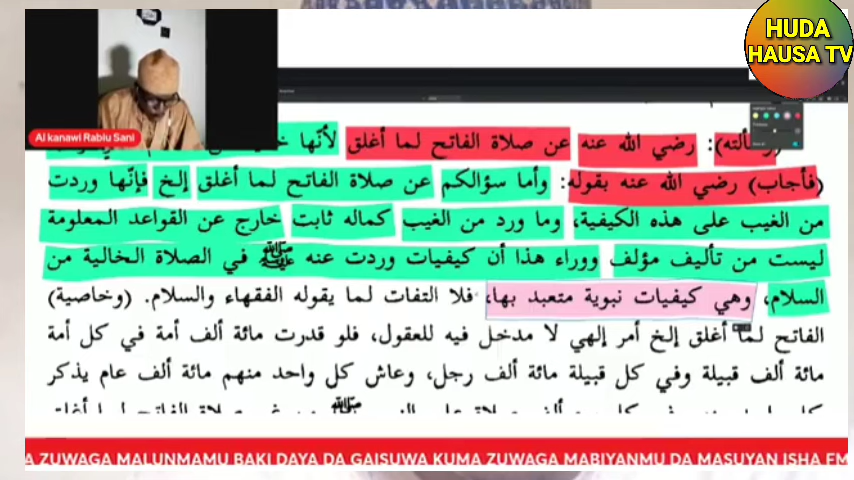 HUDA
HAUSA TV
Al kanawi Rabiu Sani
(وسألته): رضي الله عنه عن صلاة الفاتح لما أغلق لأنّها
(فأجاب) رضي الله عنه بقوله: وأما سؤالكم عن صلاة الفاتح لما أغلق إلخ فإنّها وردت
من الغيب على هذه الكيفية، وما ورد من الغيب كماله ثابت خارج عن القواعد المعلومة
ليست من تأليف مؤلف ووراء هذا أن كيفيات وردت عنه ﷺ في الصلاة الخالية من
السلام، وهي كيفيات نبوية متعبد بها، فلا التفات لما يقوله الفقهاء والسلام. (وخاصية)
الفاتح لما أغلق إلخ أمر إلهي لا مدخل فيه للعقول، فلو قدرت مائة ألف أمة في كل أمة
مائة ألف قبيلة وفي كل قبيلة مائة ألف رجل، وعاش كل واحد منهم مائة ألف عام يذكر
A ZUWAGA MALUNMAMU BAKI DAYA DA GAISUWA KUMA ZUWAGA MABIYANMU DA MASUYAN ISHA FM